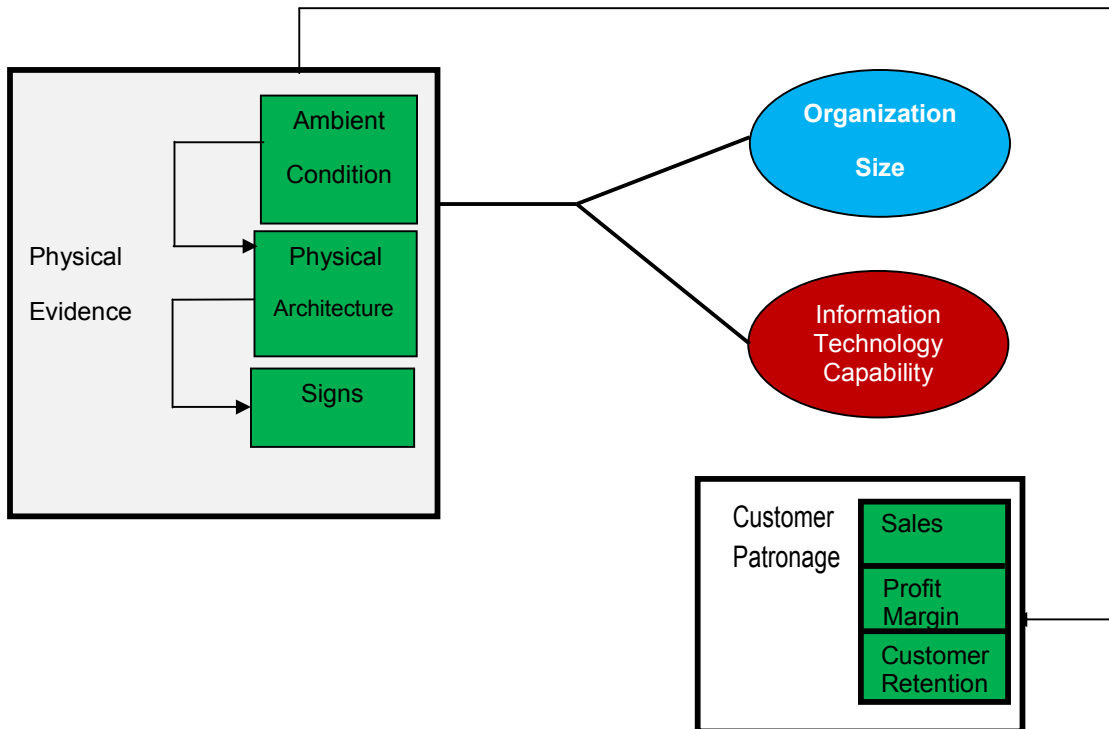 Physical
Evidence
Ambient
Condition
Physical
Architecture
Signs
Organization
Size
Information
Technology
Capability
Customer
Patronage
Sales
Profit
Margin
Customer
Retention